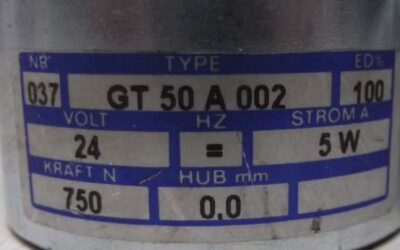 NR TYPE ED%
037 GT 50 A 002 100
VOLT HZ STROM A
24 = 5 W
KRAFT N HUB mm
750 0,0